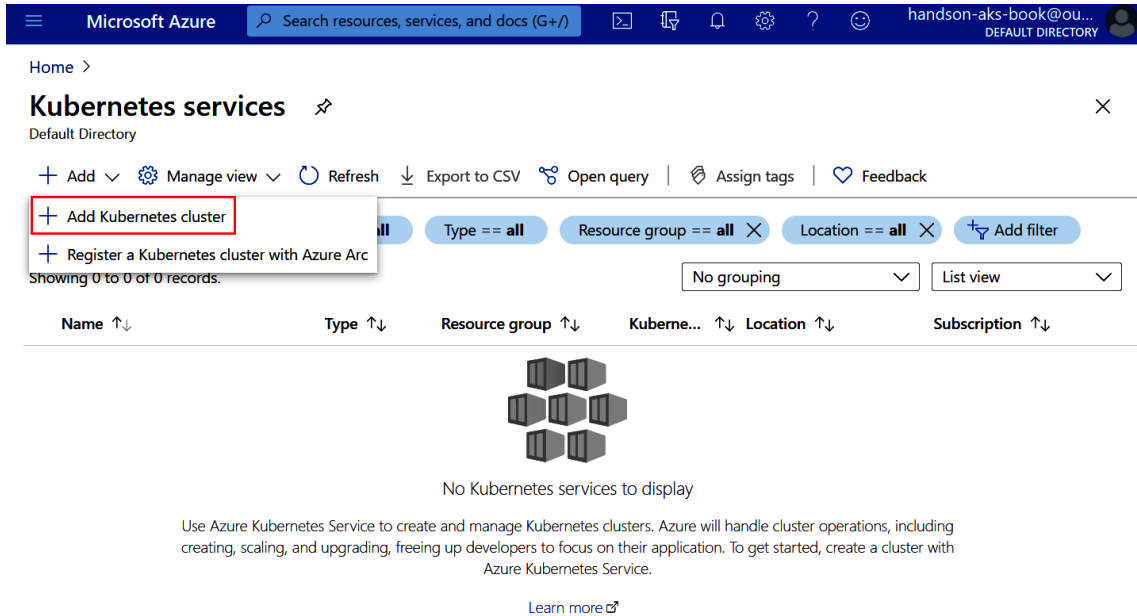 Microsoft Azure
Search resources, services, and docs (G+/)
handson-aks-book@ou...
DEFAULT DIRECTORY
Home >
Kubernetes services
Default Directory
Add Manage view Refresh Export to CSV Open query Assign tags Feedback
Add Kubernetes cluster
all Type == all Resource group == all Location == all Add filter
Register a Kubernetes cluster with Azure Arc
Showing 0 to 0 of 0 records.
No grouping List view
Name Type Resource group Kuberne... Location Subscription
No Kubernetes services to display
Use Azure Kubernetes Service to create and manage Kubernetes clusters. Azure will handle cluster operations, including
creating, scaling, and upgrading, freeing up developers to focus on their application. To get started, create a cluster with
Azure Kubernetes Service.
Learn more